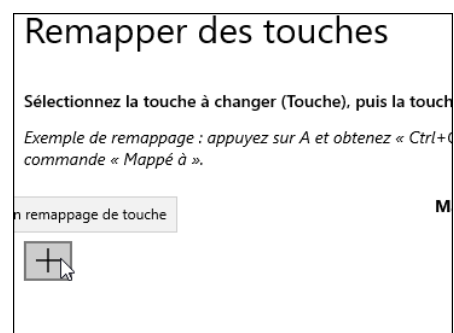 Remapper des touches
Sélectionnez la touche à changer (Touche), puis la touch
Exemple de remappage : appuyez sur A et obtenez « Ctrl+
commande « Mappé à ».
n remappage de touche
M